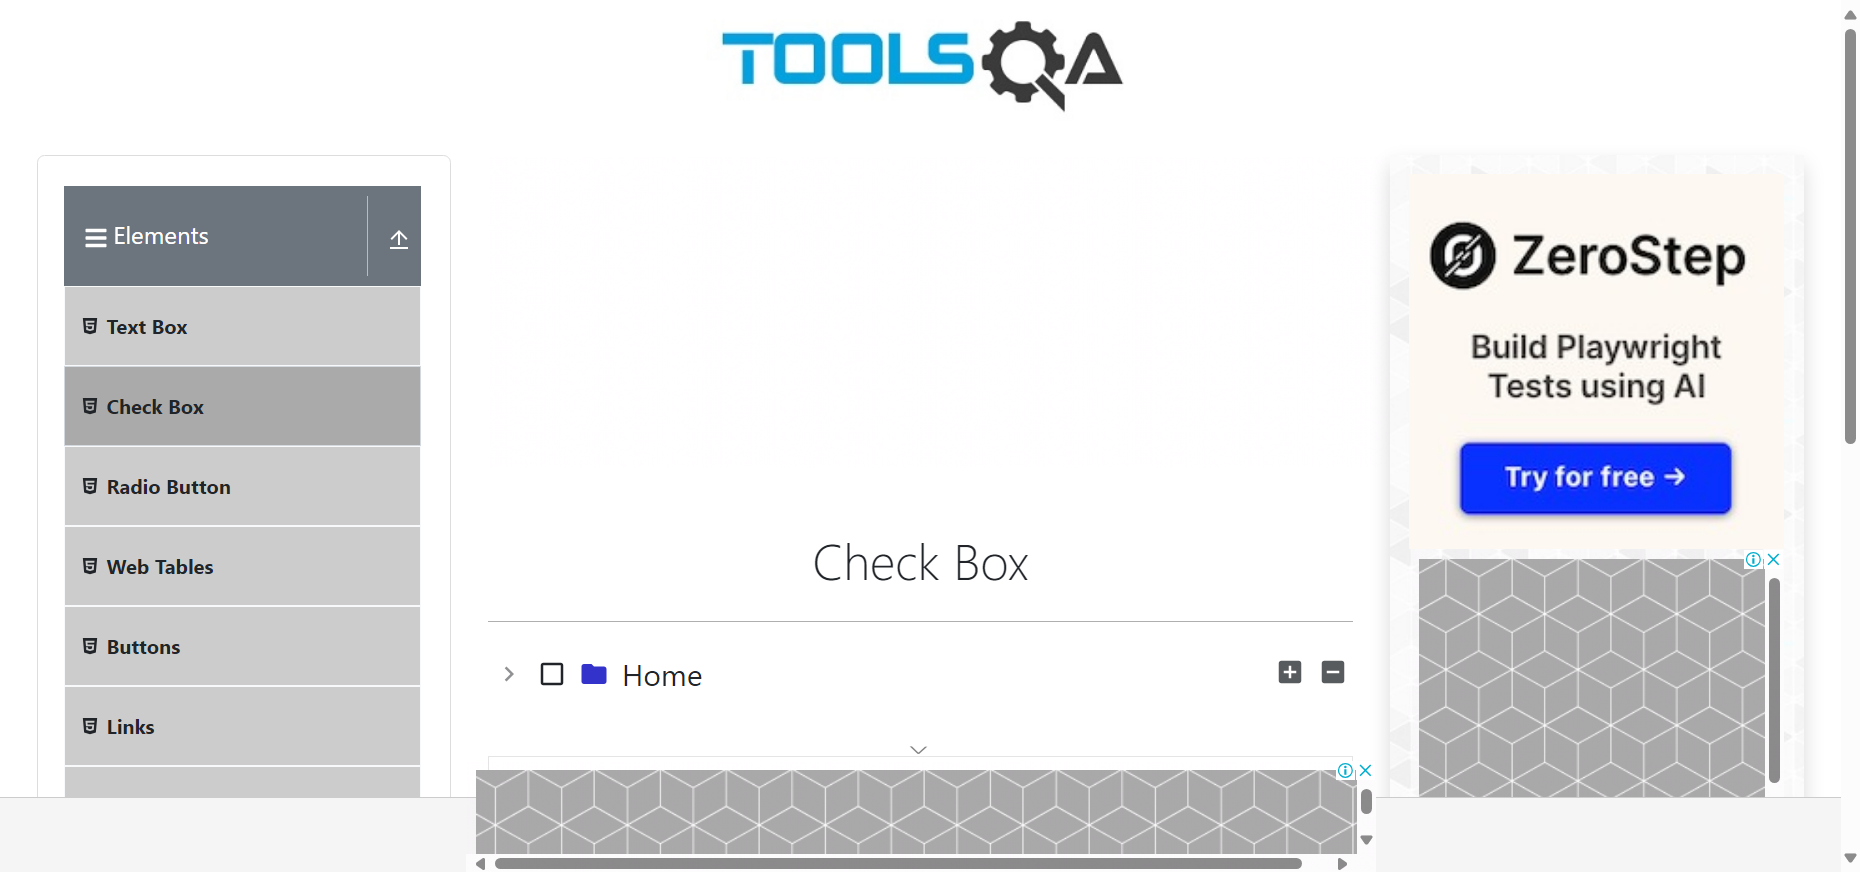 TOOLSQA
Elements
Text Box
Check Box
Radio Button
Web Tables
Buttons
Links
Check Box
Home
ZeroStep
Build Playwright
Tests using AI
Try for free →